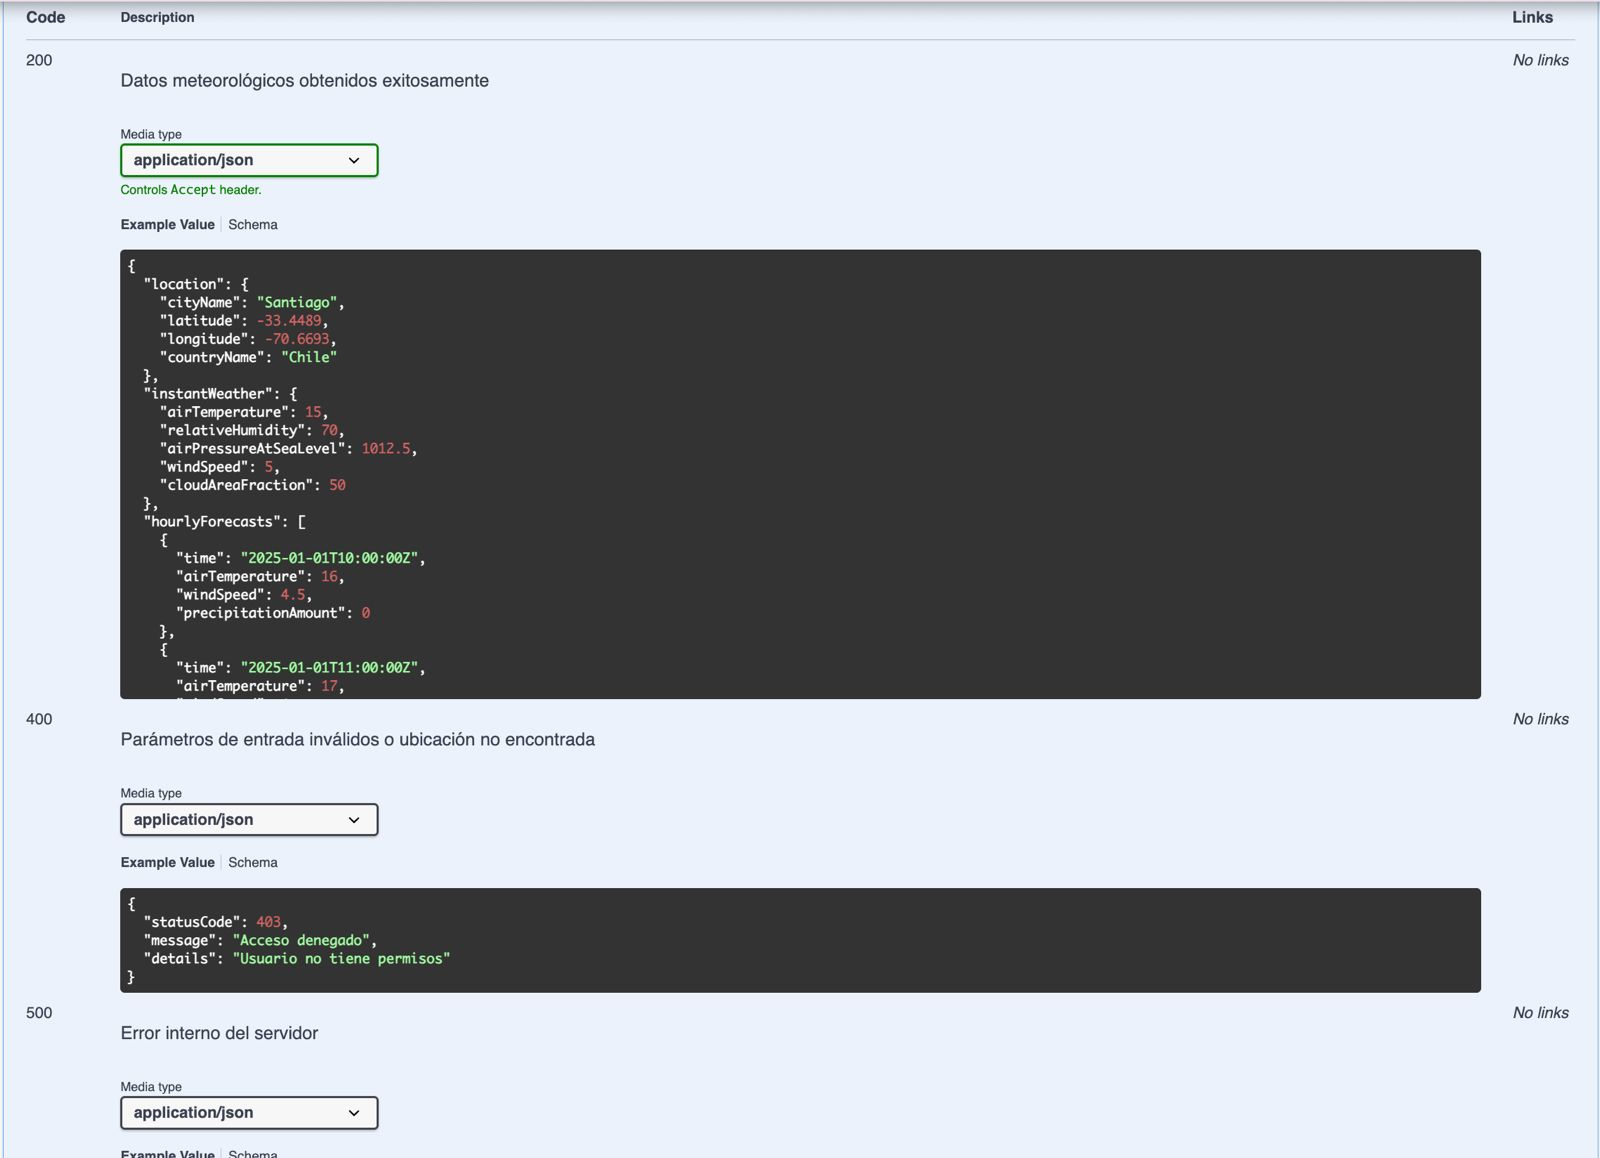 Code Description Links
200 No links
Datos meteorológicos obtenidos exitosamente
Media type
application/json
Controls Accept header.
Example Value Schema
{
"location": {
"cityName": "Santiago",
"latitude": -33.4489,
"longitude": -70.6693,
"countryName": "Chile"
},
"instantWeather": {
"airTemperature": 15,
"relativeHumidity": 70,
"airPressureAtSeaLevel": 1012.5,
"windSpeed": 5,
"cloudAreaFraction": 50
},
"hourlyForecasts": [
{
"time": "2025-01-01T10:00:00Z",
"airTemperature": 16,
"windSpeed": 4.5,
"precipitationAmount": 0
},
{
"time": "2025-01-01T11:00:00Z",
"airTemperature": 17,
400 No links
Parámetros de entrada inválidos o ubicación no encontrada
Media type
application/json
Example Value Schema
{
"statusCode": 403,
"message": "Acceso denegado",
"details": "Usuario no tiene permisos"
}
500 No links
Error interno del servidor
Media type
application/json
Example Value Schema